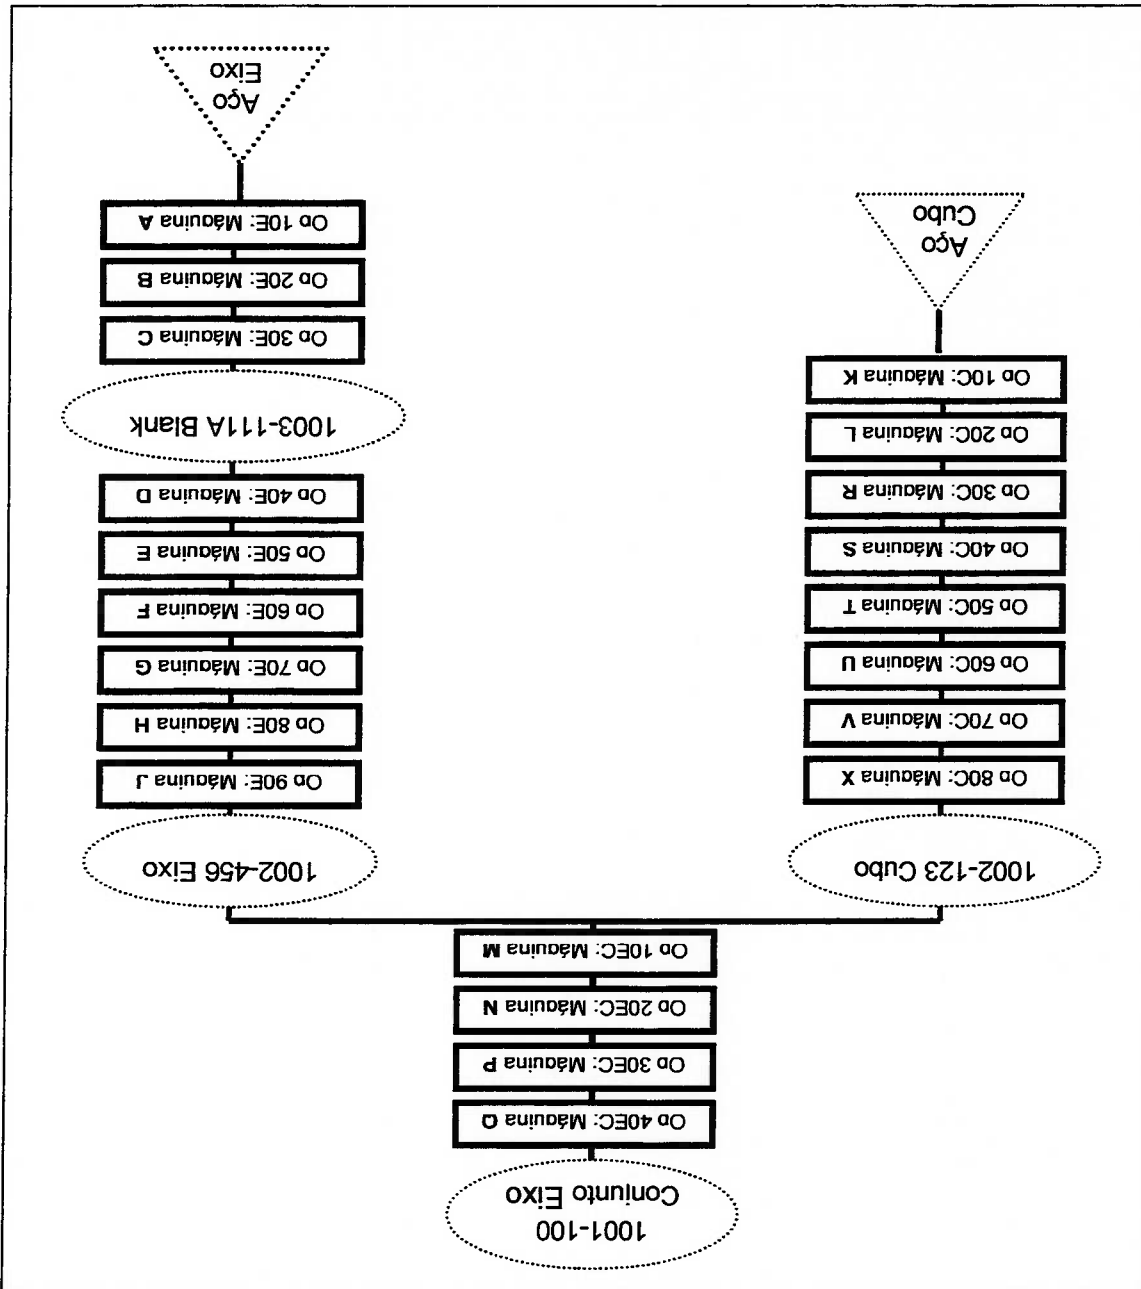 1001-100
Conjunto Eixo
Op 40EC: Máquina Q
Op 30EC: Máquina P
Op 20EC: Máquina N
Op 10EC: Máquina M
1002-123 Cubo
Op 80C: Máquina X
Op 70C: Máquina V
Op 60C: Máquina U
Op 50C: Máquina T
Op 40C: Máquina S
Op 30C: Máquina R
Op 20C: Máquina L
Op 10C: Máquina K
Aço
Cubo
1002-456 Eixo
Op 90E: Máquina J
Op 80E: Máquina H
Op 70E: Máquina G
Op 60E: Máquina F
Op 50E: Máquina E
Op 40E: Máquina D
1003-111A Blank
Op 30E: Máquina C
Op 20E: Máquina B
Op 10E: Máquina A
Aço
Eixo